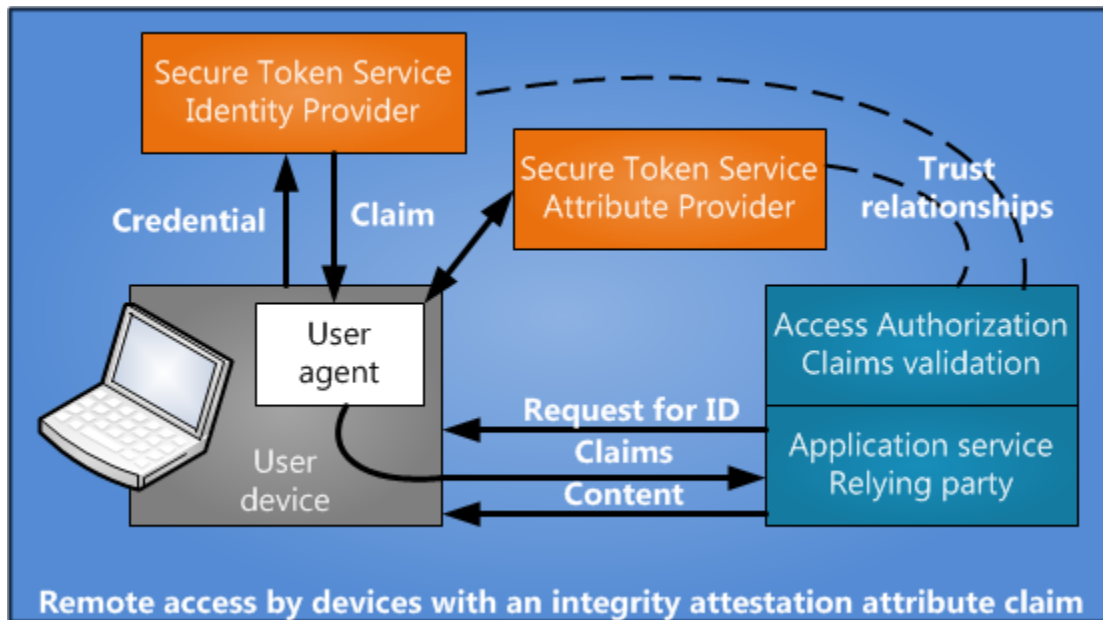 Secure Token Service
Identity Provider
Secure Token Service
Attribute Provider
Trust
relationships
Credential
Claim
User
agent
User
device
Access Authorization
Claims validation
Request for ID
Claims
Content
Application service
Relying party
Remote access by devices with an integrity attestation attribute claim